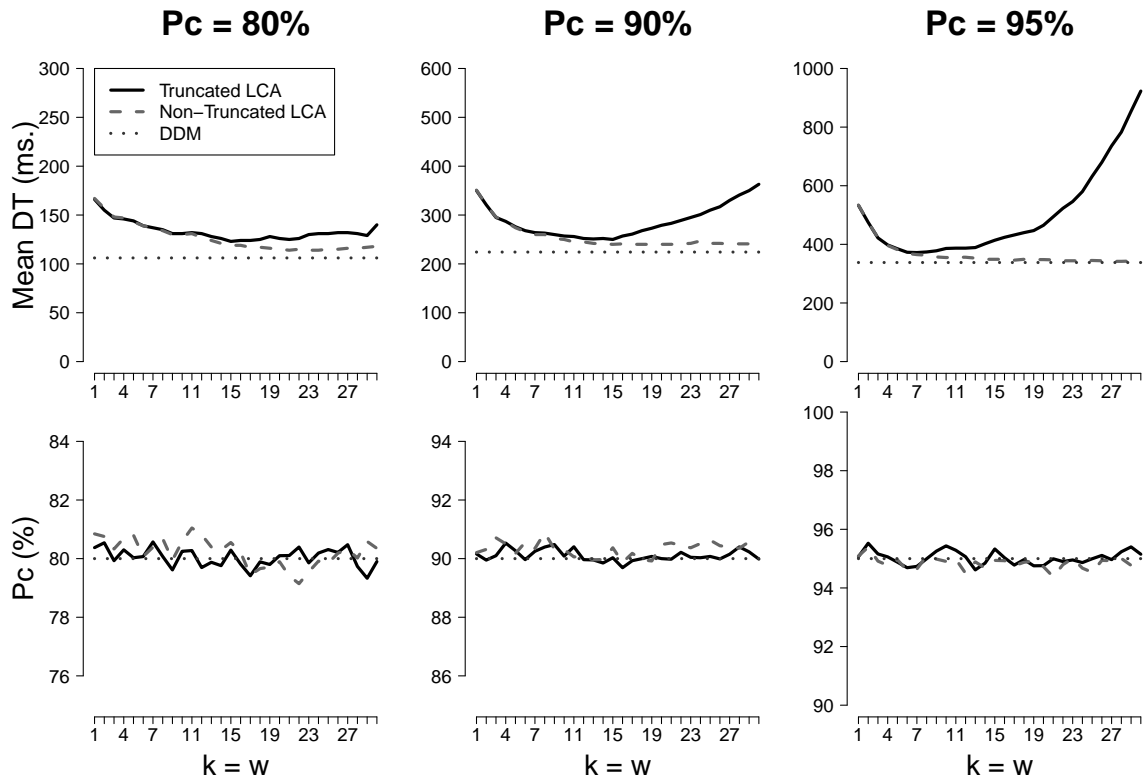 Pc = 80%
Pc = 90%
Pc = 95%
Mean DT (ms.)
300
250
200
150
100
50
0
Truncated LCA
Non−Truncated LCA
DDM
1 4 7 11 15 19 23 27
600
500
400
300
200
100
0
1 4 7 11 15 19 23 27
1000
800
600
400
200
0
1 4 7 11 15 19 23 27
Pc (%)
84
82
80
78
76
1 4 7 11 15 19 23 27
k = w
94
92
90
88
86
1 4 7 11 15 19 23 27
k = w
100
98
96
94
92
90
1 4 7 11 15 19 23 27
k = w